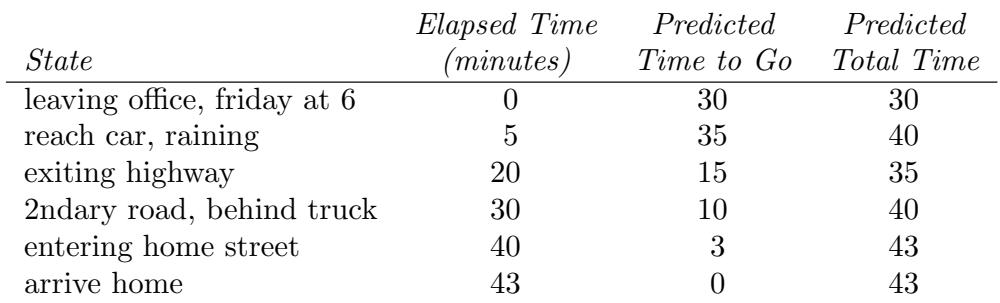 Elapsed Time Predicted Predicted
State (minutes) Time to Go Total Time
leaving office, friday at 6 0 30 30
reach car, raining 5 35 40
exiting highway 20 15 35
2ndary road, behind truck 30 10 40
entering home street 40 3 43
arrive home 43 0 43